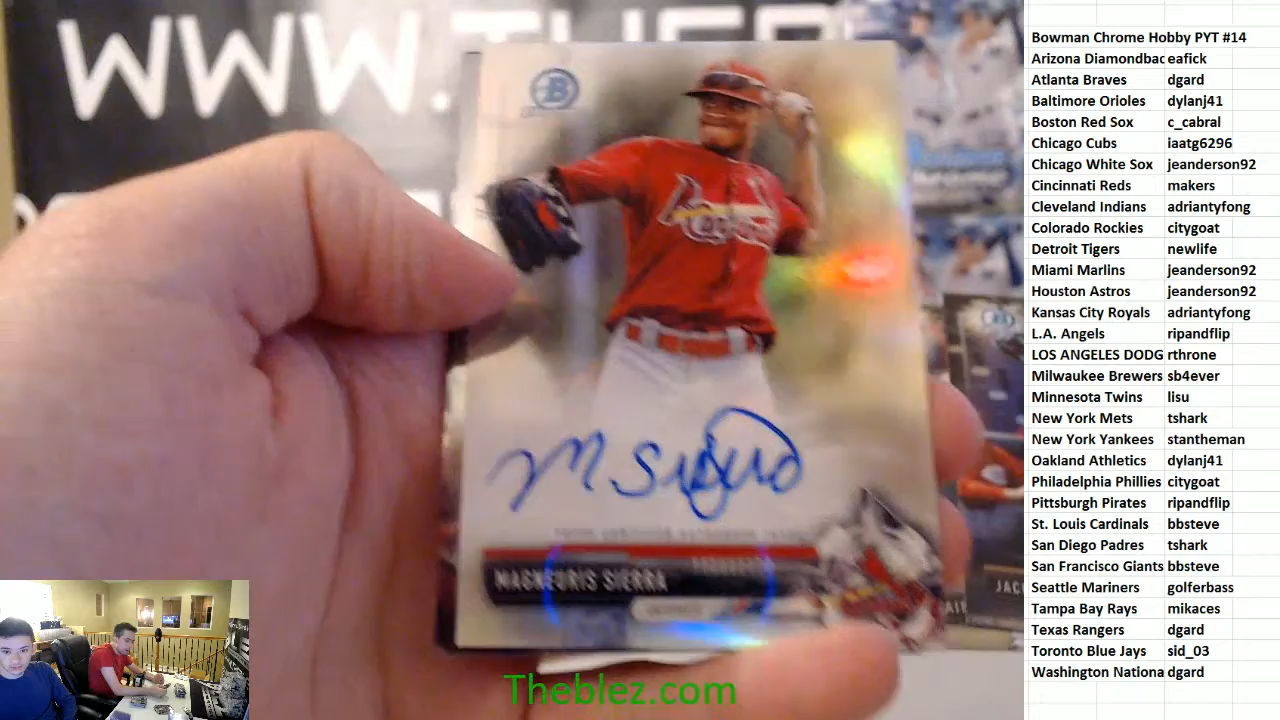 WWW.THE
B
Cardinals
M Sierra
MAGNEURIS SIERRA
Theblez.com
Bowman Chrome Hobby PYT #14
Arizona Diamondbac eafick
Atlanta Braves dgard
Baltimore Orioles dylanj41
Boston Red Sox c_cabral
Chicago Cubs iaatg6296
Chicago White Sox jeanderson92
Cincinnati Reds makers
Cleveland Indians adriantyfong
Colorado Rockies citygoat
Detroit Tigers newlife
Miami Marlins jeanderson92
Houston Astros jeanderson92
Kansas City Royals adriantyfong
L.A. Angels ripandflip
LOS ANGELES DODG rthrone
Milwaukee Brewers sb4ever
Minnesota Twins lisu
New York Mets tshark
New York Yankees stantheman
Oakland Athletics dylanj41
Philadelphia Phillies citygoat
Pittsburgh Pirates ripandflip
St. Louis Cardinals bbsteve
San Diego Padres tshark
San Francisco Giants bbsteve
Seattle Mariners golferbass
Tampa Bay Rays mikaces
Texas Rangers dgard
Toronto Blue Jays sid_03
Washington Nationa dgard